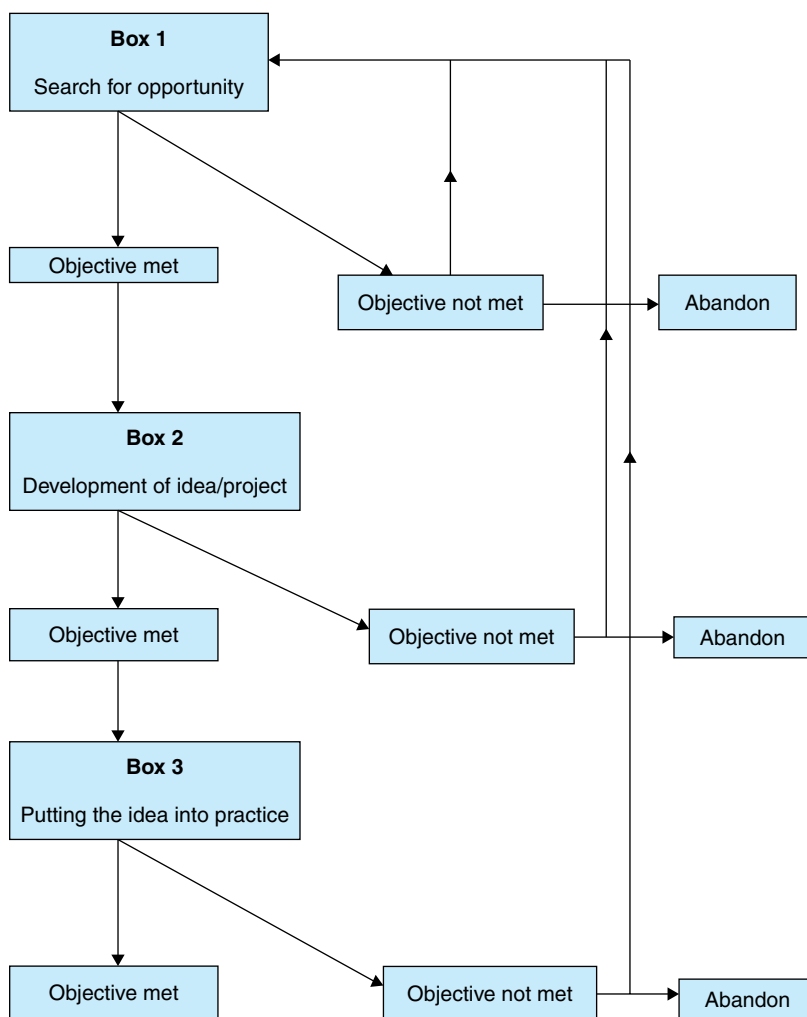 Box 1
Search for opportunity
Objective met
Objective not met
Abandon
Box 2
Development of idea/project
Objective met
Objective not met
Abandon
Box 3
Putting the idea into practice
Objective met
Objective not met
Abandon